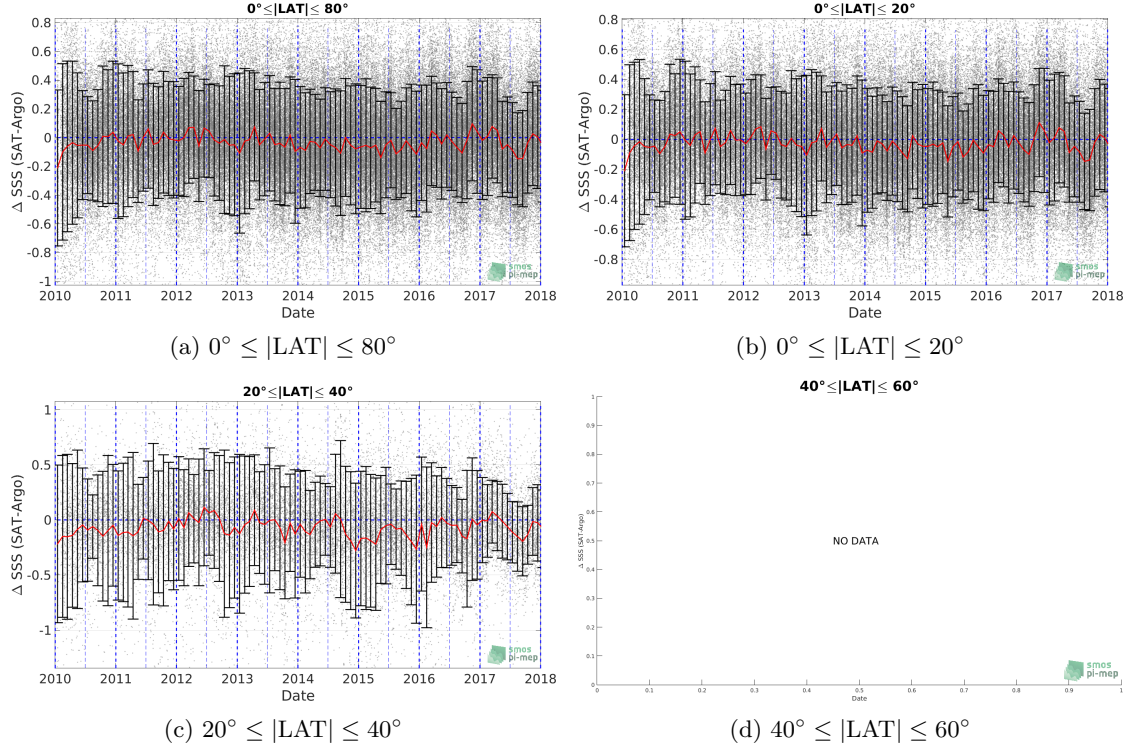 0°≤|LAT|≤ 80°
0.8
0.6
0.4
0.2
0
-0.2
-0.4
-0.6
-0.8
-1
Δ SSS (SAT-Argo)
2010 2011 2012 2013 2014 2015 2016 2017 2018
Date
smos
pi-mep
(a) 0° ≤ |LAT| ≤ 80°
0°≤|LAT|≤ 20°
0.8
0.6
0.4
0.2
0
-0.2
-0.4
-0.6
-0.8
Δ SSS (SAT-Argo)
2010 2011 2012 2013 2014 2015 2016 2017 2018
Date
smos
pi-mep
(b) 0° ≤ |LAT| ≤ 20°
20°≤|LAT|≤ 40°
1
0.5
0
-0.5
-1
Δ SSS (SAT-Argo)
2010 2011 2012 2013 2014 2015 2016 2017 2018
Date
smos
pi-mep
(c) 20° ≤ |LAT| ≤ 40°
40°≤|LAT|≤ 60°
1
0.9
0.8
0.7
0.6
0.5
0.4
0.3
0.2
0.1
0
Δ SSS (SAT-Argo)
NO DATA
0 0.1 0.2 0.3 0.4 0.5 0.6 0.7 0.8 0.9 1
Date
smos
pi-mep
(d) 40° ≤ |LAT| ≤ 60°